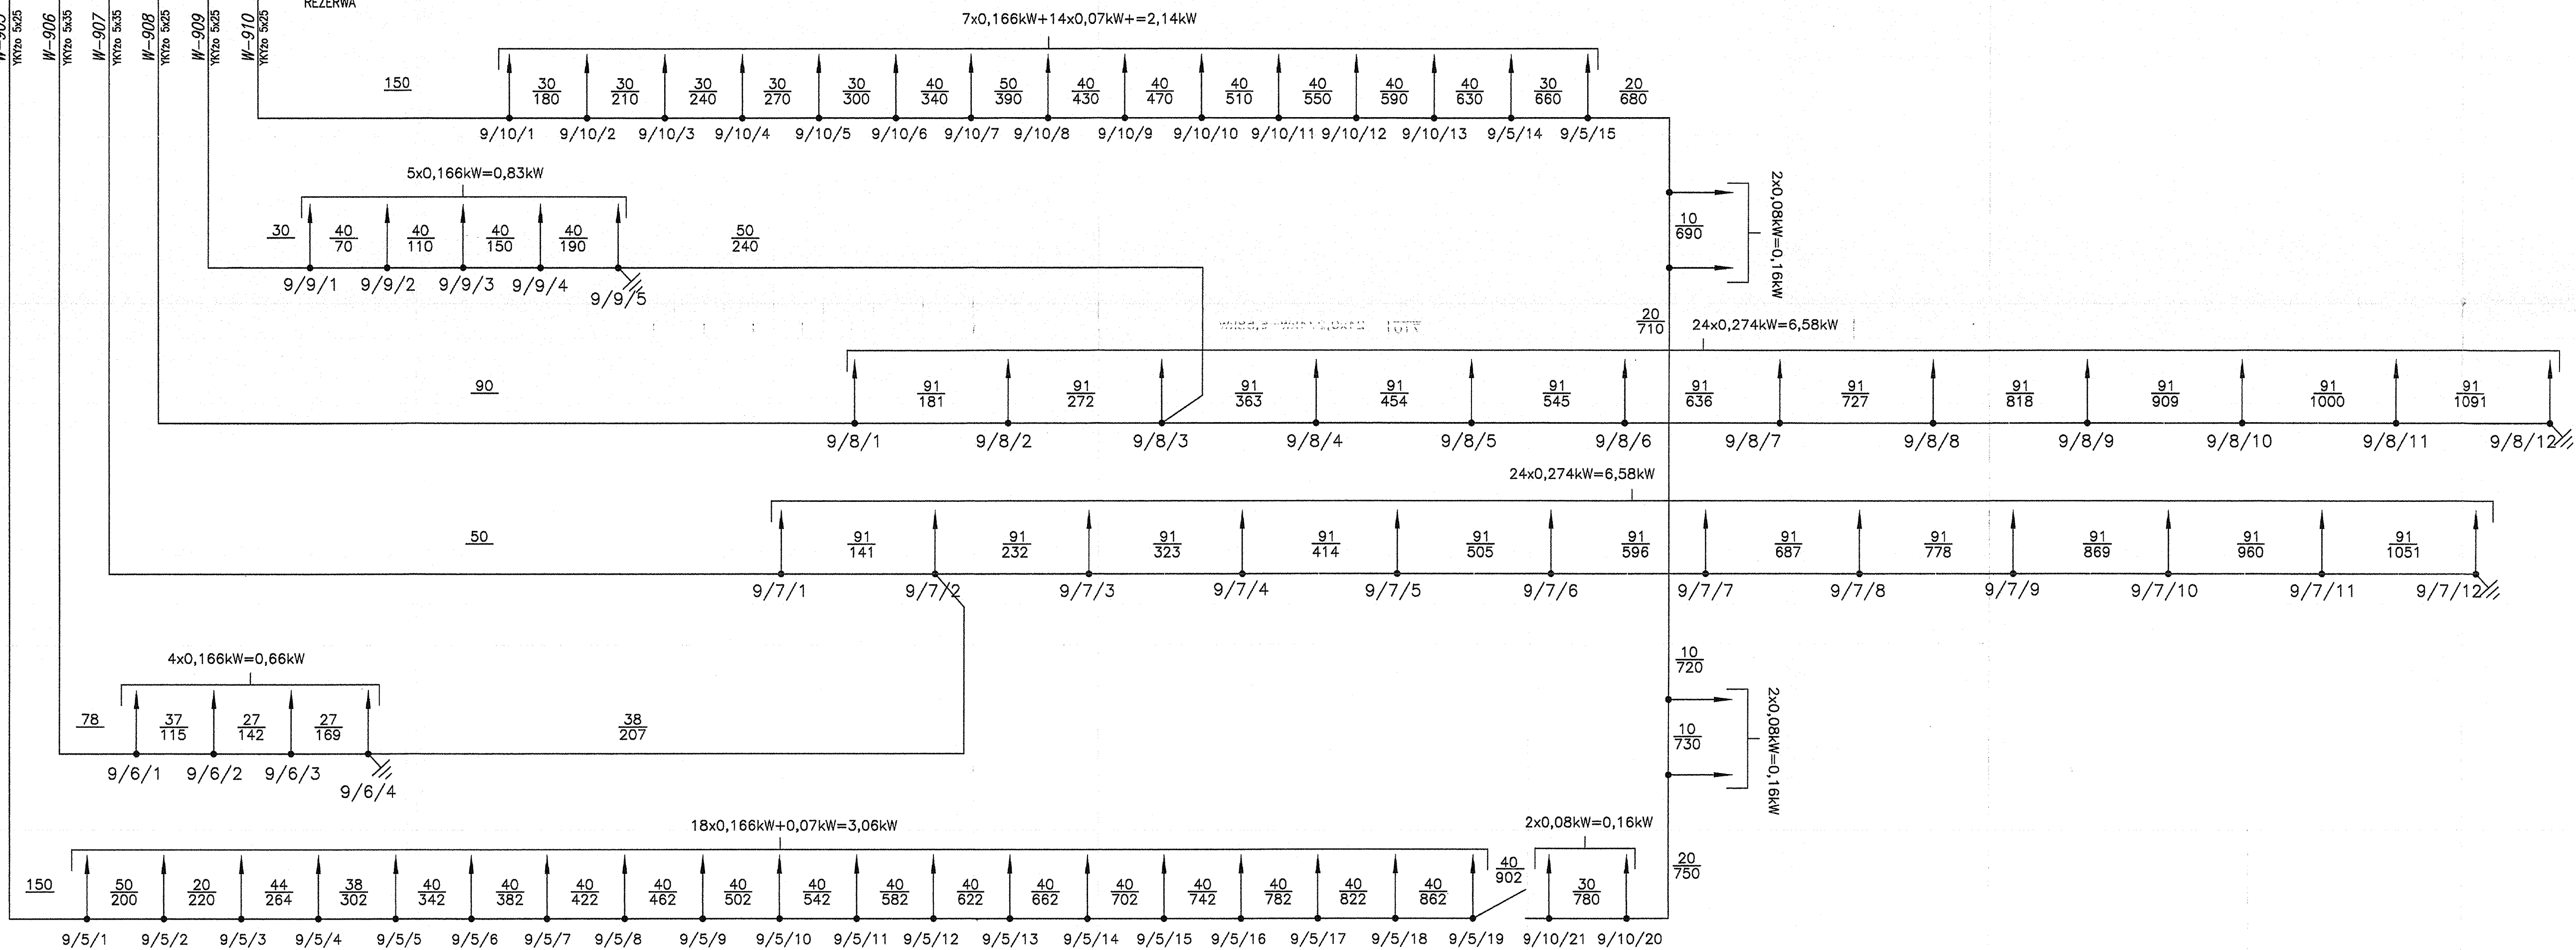 REZERWA
W-905 YKYżo 5x25
W-906 YKYżo 5x35
W-907 YKYżo 5x35
W-908 YKYżo 5x25
W-909 YKYżo 5x25
W-910 YKYżo 5x25
7x0,166kW+14x0,07kW+=2,14kW
150 30 30 30 30 30 40 50 40 40 40 40 40 40 30 20
180 210 240 270 300 340 390 430 470 510 550 590 630 660 680
9/10/1 9/10/2 9/10/3 9/10/4 9/10/5 9/10/6 9/10/7 9/10/8 9/10/9 9/10/10 9/10/11 9/10/12 9/10/13 9/5/14 9/5/15
5x0,166kW=0,83kW
30 40 40 40 40 50
70 110 150 190 240
9/9/1 9/9/2 9/9/3 9/9/4 9/9/5
10
690
2x0,08kW=0,16kW
20
710
24x0,274kW=6,58kW
90 91 91 91 91 91 91 91 91 91 91 91
181 272 363 454 545 636 727 818 909 1000 1091
9/8/1 9/8/2 9/8/3 9/8/4 9/8/5 9/8/6 9/8/7 9/8/8 9/8/9 9/8/10 9/8/11 9/8/12
24x0,274kW=6,58kW
50 91 91 91 91 91 91 91 91 91 91 91
141 232 323 414 505 596 687 778 869 960 1051
9/7/1 9/7/2 9/7/3 9/7/4 9/7/5 9/7/6 9/7/7 9/7/8 9/7/9 9/7/10 9/7/11 9/7/12
10
720
4x0,166kW=0,66kW
78 37 27 27 38
115 142 169 207
9/6/1 9/6/2 9/6/3 9/6/4
10
730
2x0,08kW=0,16kW
18x0,166kW+0,07kW=3,06kW
2x0,08kW=0,16kW
150 50 20 44 38 40 40 40 40 40 40 40 40 40 40 40 40 40 40 40 30 20
200 220 264 302 342 382 422 462 502 542 582 622 662 702 742 782 822 862 902 780 750
9/5/1 9/5/2 9/5/3 9/5/4 9/5/5 9/5/6 9/5/7 9/5/8 9/5/9 9/5/10 9/5/11 9/5/12 9/5/13 9/5/14 9/5/15 9/5/16 9/5/17 9/5/18 9/5/19 9/10/21 9/10/20